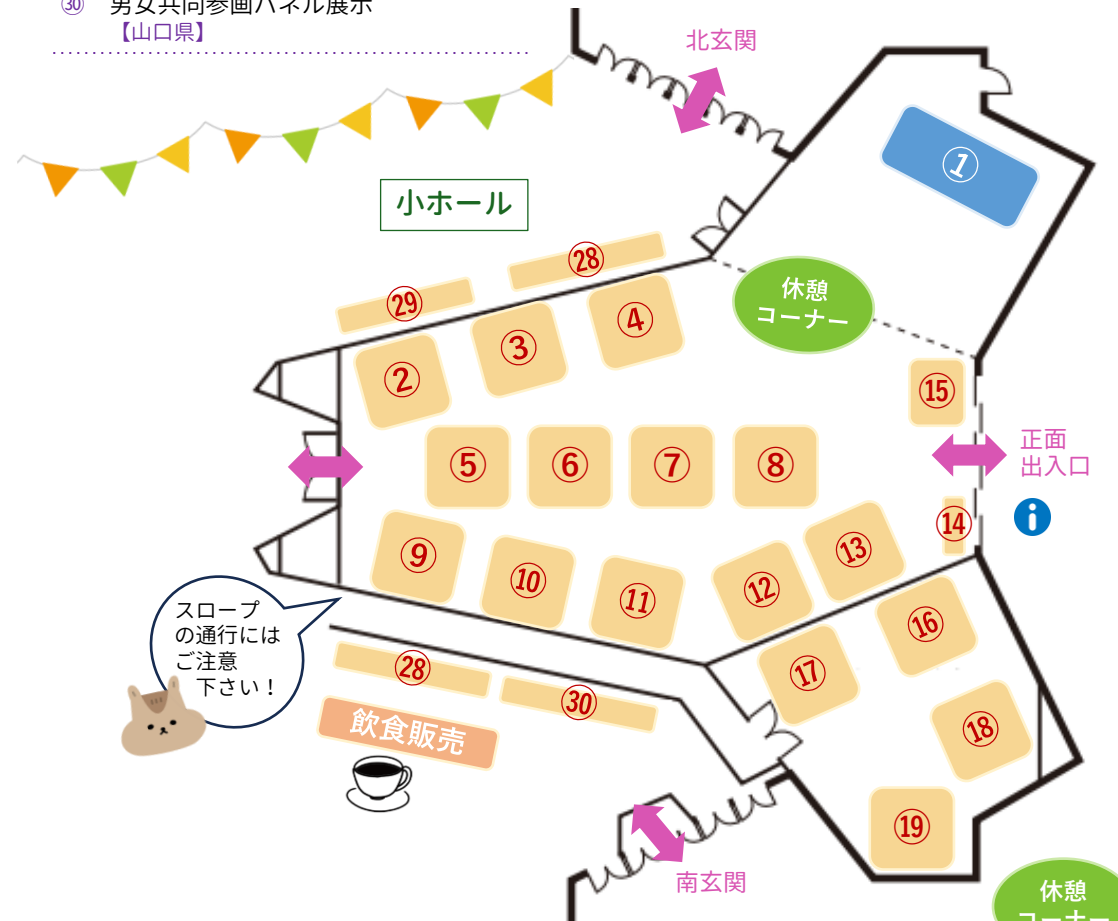 ㉚ 男女共同参画パネル展示
【山口県】
北玄関
①
小ホール
㉘
㉙
休憩
コーナー
④
③
②
⑮
正面
出入口
⑤
⑥
⑦
⑧
⑭
⑨
⑩
⑪
⑫
⑬
スロープ
の通行には
ご注意
下さい！
⑯
⑰
㉘
㉚
飲食販売
⑱
⑲
南玄関
休憩
コーナー